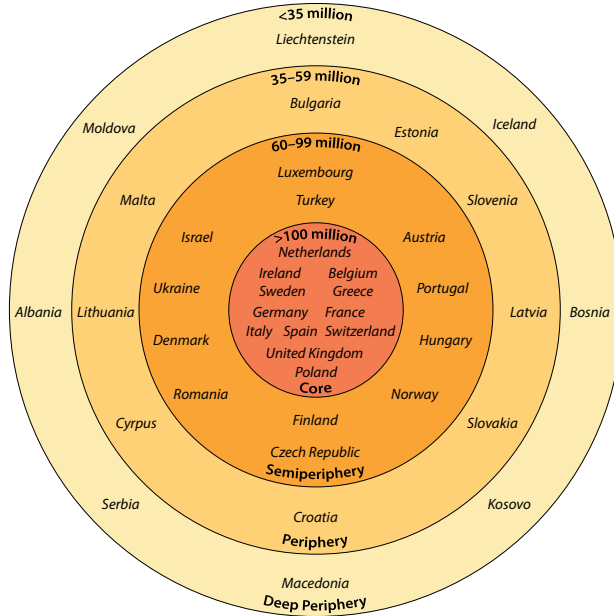 <35 million
Liechtenstein
35–59 million
Bulgaria
Iceland
Moldova
Estonia
60–99 million
Luxembourg
Malta
Turkey
Slovenia
Israel
>100 million
Austria
Netherlands
Ireland Belgium
Ukraine
Sweden Greece
Portugal
Albania
Lithuania
Germany France
Latvia
Bosnia
Italy Spain Switzerland
Denmark
Hungary
United Kingdom
Poland
Core
Romania
Norway
Cyrpus
Finland
Slovakia
Czech Republic
Semiperiphery
Serbia
Kosovo
Croatia
Periphery
Macedonia
Deep Periphery